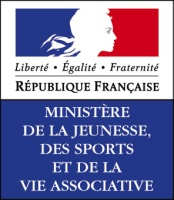 Liberté • Égalité • Fraternité
RÉPUBLIQUE FRANÇAISE
MINISTÈRE
DE LA JEUNESSE,
DES SPORTS
ET DE LA
VIE ASSOCIATIVE